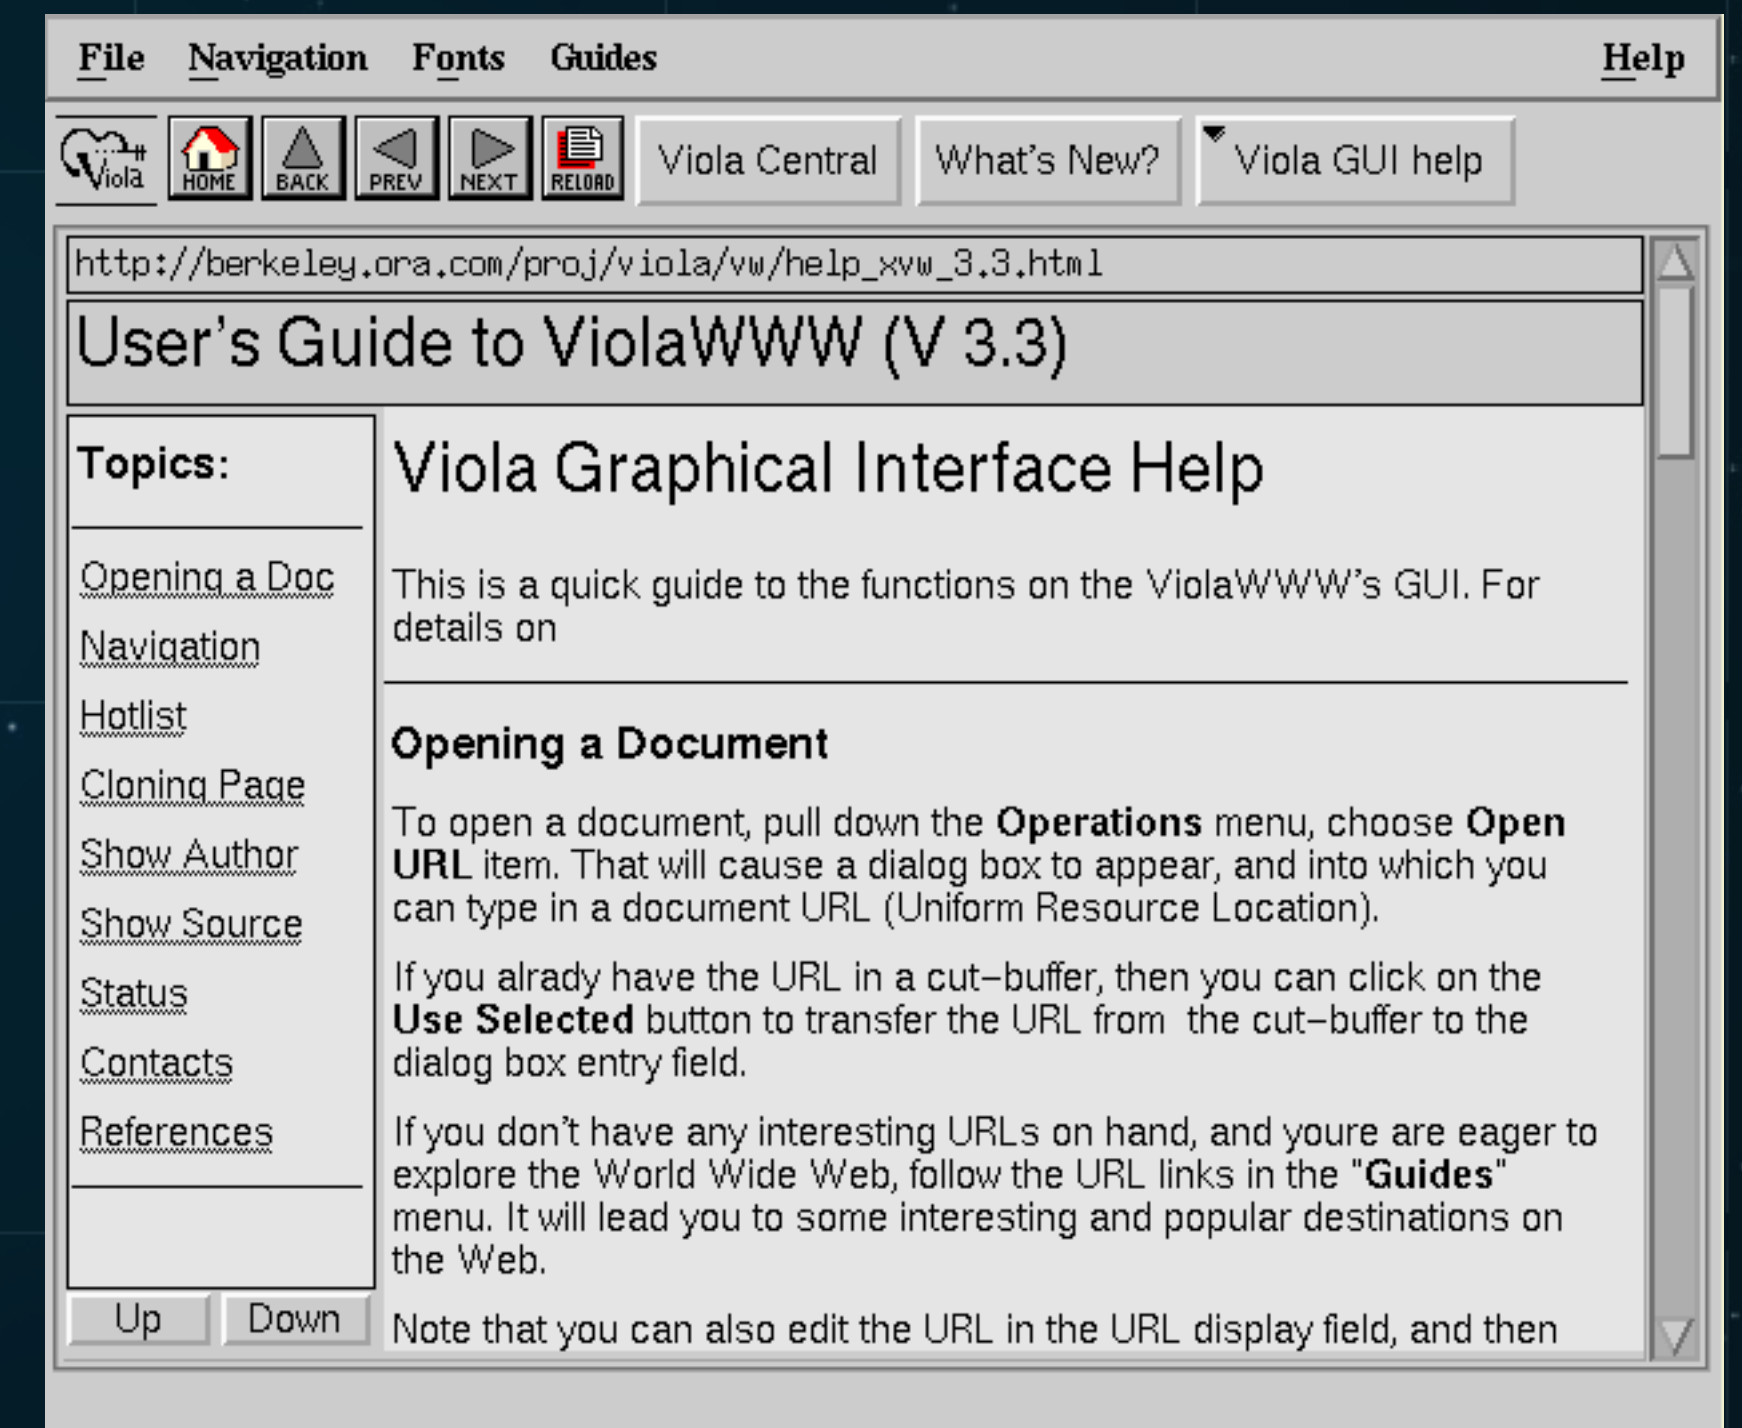 File Navigation Fonts Guides Help
Viola HOME BACK PREV NEXT RELOAD Viola Central What's New? Viola GUI help
http://berkeley.ora.com/proj/viola/vw/help_xvw_3.3.html
User's Guide to ViolaWWW (V 3.3)
Topics:
Opening a Doc
Navigation
Hotlist
Cloning Page
Show Author
Show Source
Status
Contacts
References
Up Down
Viola Graphical Interface Help
This is a quick guide to the functions on the ViolaWWW's GUI. For
details on
Opening a Document
To open a document, pull down the Operations menu, choose Open
URL item. That will cause a dialog box to appear, and into which you
can type in a document URL (Uniform Resource Location).
If you alrady have the URL in a cut-buffer, then you can click on the
Use Selected button to transfer the URL from  the cut-buffer to the
dialog box entry field.
If you don't have any interesting URLs on hand, and youre are eager to
explore the World Wide Web, follow the URL links in the "Guides"
menu. It will lead you to some interesting and popular destinations on
the Web.
Note that you can also edit the URL in the URL display field, and then